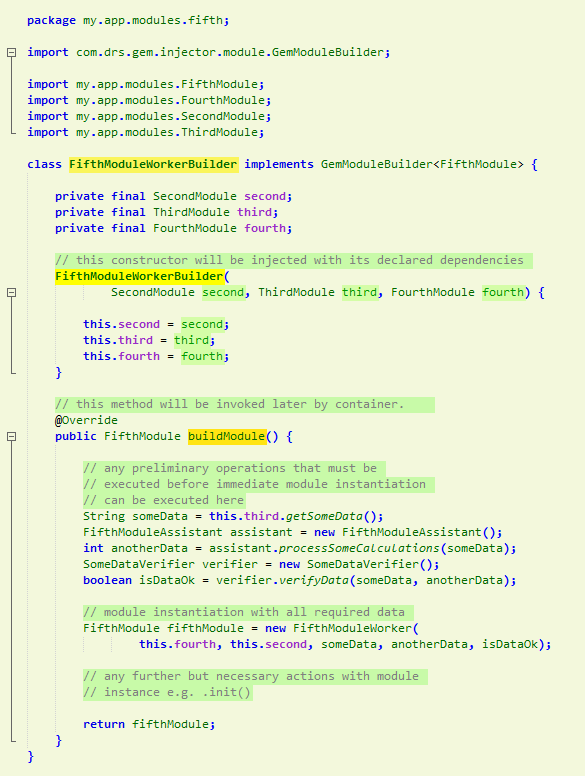 package my.app.modules.fifth;
import com.drs.gem.injector.module.GemModuleBuilder;
import my.app.modules.FifthModule;
import my.app.modules.FourthModule;
import my.app.modules.SecondModule;
import my.app.modules.ThirdModule;
class FifthModuleWorkerBuilder implements GemModuleBuilder<FifthModule> {
private final SecondModule second;
private final ThirdModule third;
private final FourthModule fourth;
// this constructor will be injected with its declared dependencies
FifthModuleWorkerBuilder(
SecondModule second, ThirdModule third, FourthModule fourth) {
this.second = second;
this.third = third;
this.fourth = fourth;
}
// this method will be invoked later by container.
@Override
public FifthModule buildModule() {
// any preliminary operations that must be
// executed before immediate module instantiation
// can be executed here
String someData = this.third.getSomeData();
FifthModuleAssistant assistant = new FifthModuleAssistant();
int anotherData = assistant.processSomeCalculations(someData);
SomeDataVerifier verifier = new SomeDataVerifier();
boolean isDataOk = verifier.verifyData(someData, anotherData);
// module instantiation with all required data
FifthModule fifthModule = new FifthModuleWorker(
this.fourth, this.second, someData, anotherData, isDataOk);
// any further but necessary actions with module
// instance e.g. .init()
return fifthModule;
}
}